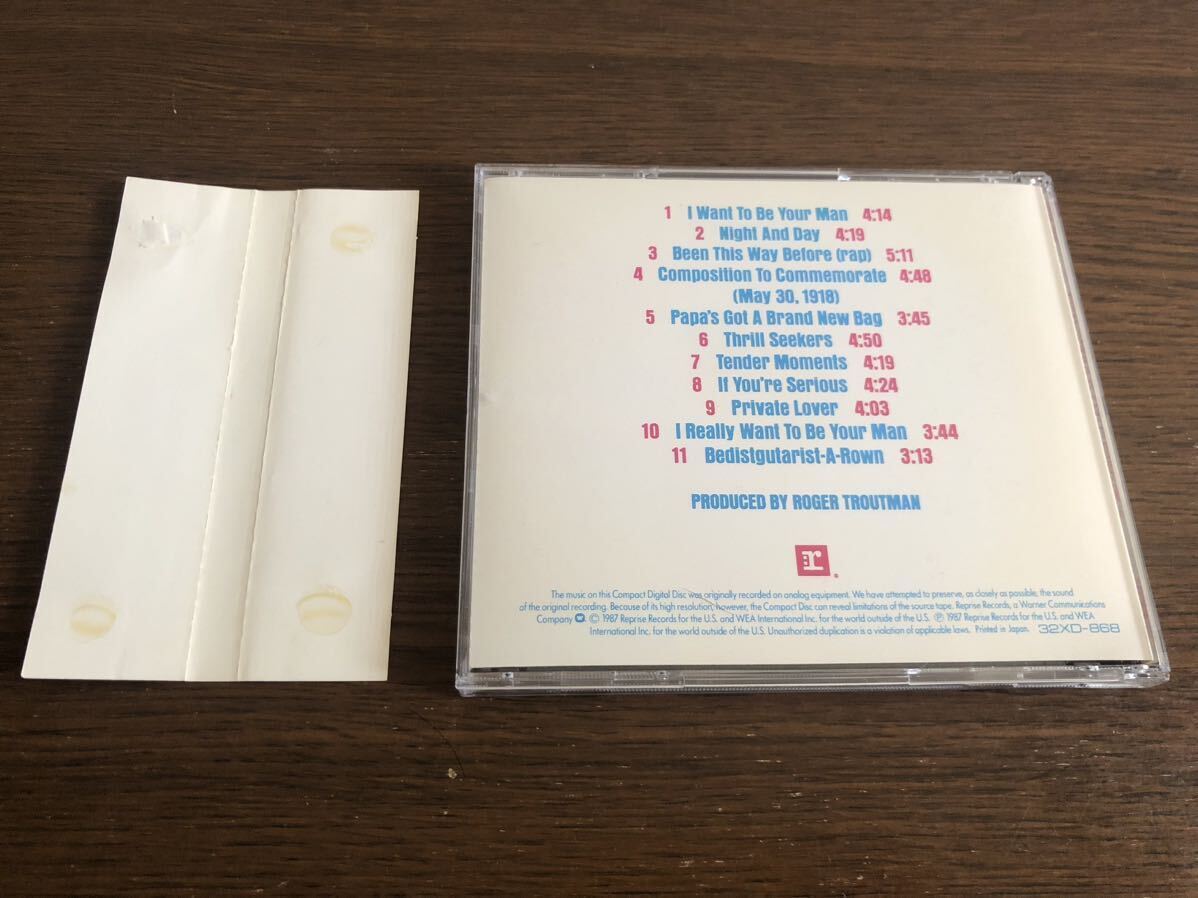 1 I Want To Be Your Man 4:14
2 Night And Day 4:19
3 Been This Way Before (rap) 5:11
4 Composition To Commemorate 4:48
(May 30, 1918)
5 Papa's Got A Brand New Bag 3:45
6 Thrill Seekers 4:50
7 Tender Moments 4:19
8 If You're Serious 4:24
9 Private Lover 4:03
10 I Really Want To Be Your Man 3:44
11 Bedistgutarist-A-Rown 3:13
PRODUCED BY ROGER TROUTMAN
r ®
The music on this Compact Digital Disc was originally recorded on analog equipment. We have attempted to preserve, as closely as possible, the sound
of the original recording. Because of its high resolution, however, the Compact Disc can reveal limitations of the source tape. Reprise Records, a Warner Communications
Company. © 1987 Reprise Records for the U.S. and WEA International Inc. for the world outside of the U.S. ℗ 1987 Reprise Records for the U.S. and WEA
International Inc. for the world outside of the U.S. Unauthorized duplication is a violation of applicable laws. Printed in Japan. 32XD-868